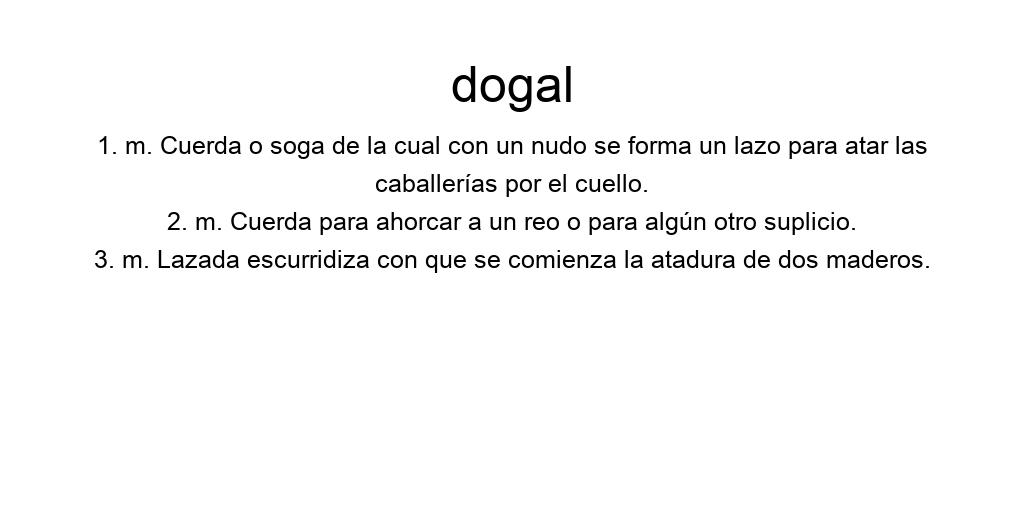 dogal
1. m. Cuerda o soga de la cual con un nudo se forma un lazo para atar las
caballerías por el cuello.
2. m. Cuerda para ahorcar a un reo o para algún otro suplicio.
3. m. Lazada escurridiza con que se comienza la atadura de dos maderos.